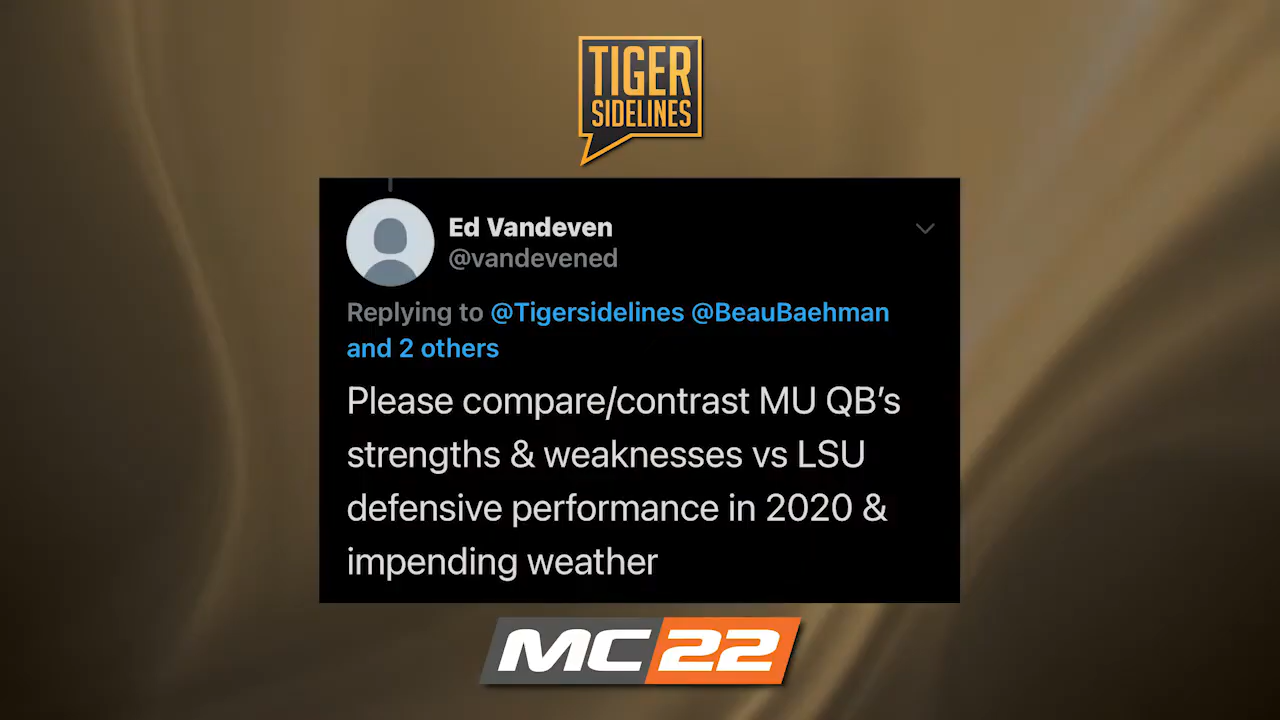 TIGER
SIDELINES
Ed Vandeven
@vandevened
Replying to @Tigersidelines @BeauBaehman
and 2 others
Please compare/contrast MU QB’s
strengths & weaknesses vs LSU
defensive performance in 2020 &
impending weather
MC22